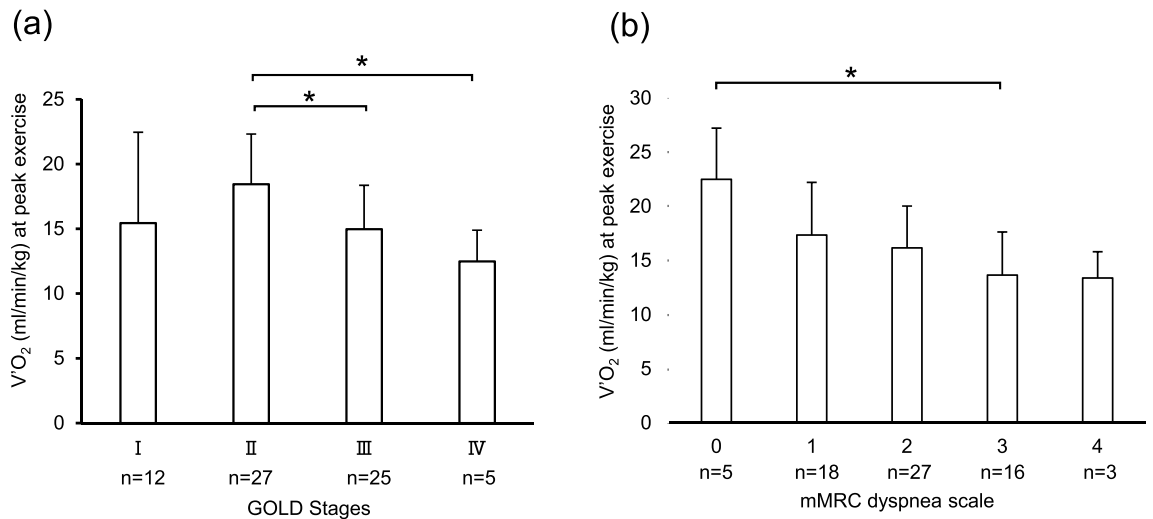 (a)
*
*
V'O2 (ml/min/kg) at peak exercise
25
20
15
10
5
0
Ⅰ Ⅱ Ⅲ Ⅳ
n=12 n=27 n=25 n=5
GOLD Stages
(b)
*
V'O2 (ml/min/kg) at peak exercise
30
25
20
15
10
5
0
0 1 2 3 4
n=5 n=18 n=27 n=16 n=3
mMRC dyspnea scale